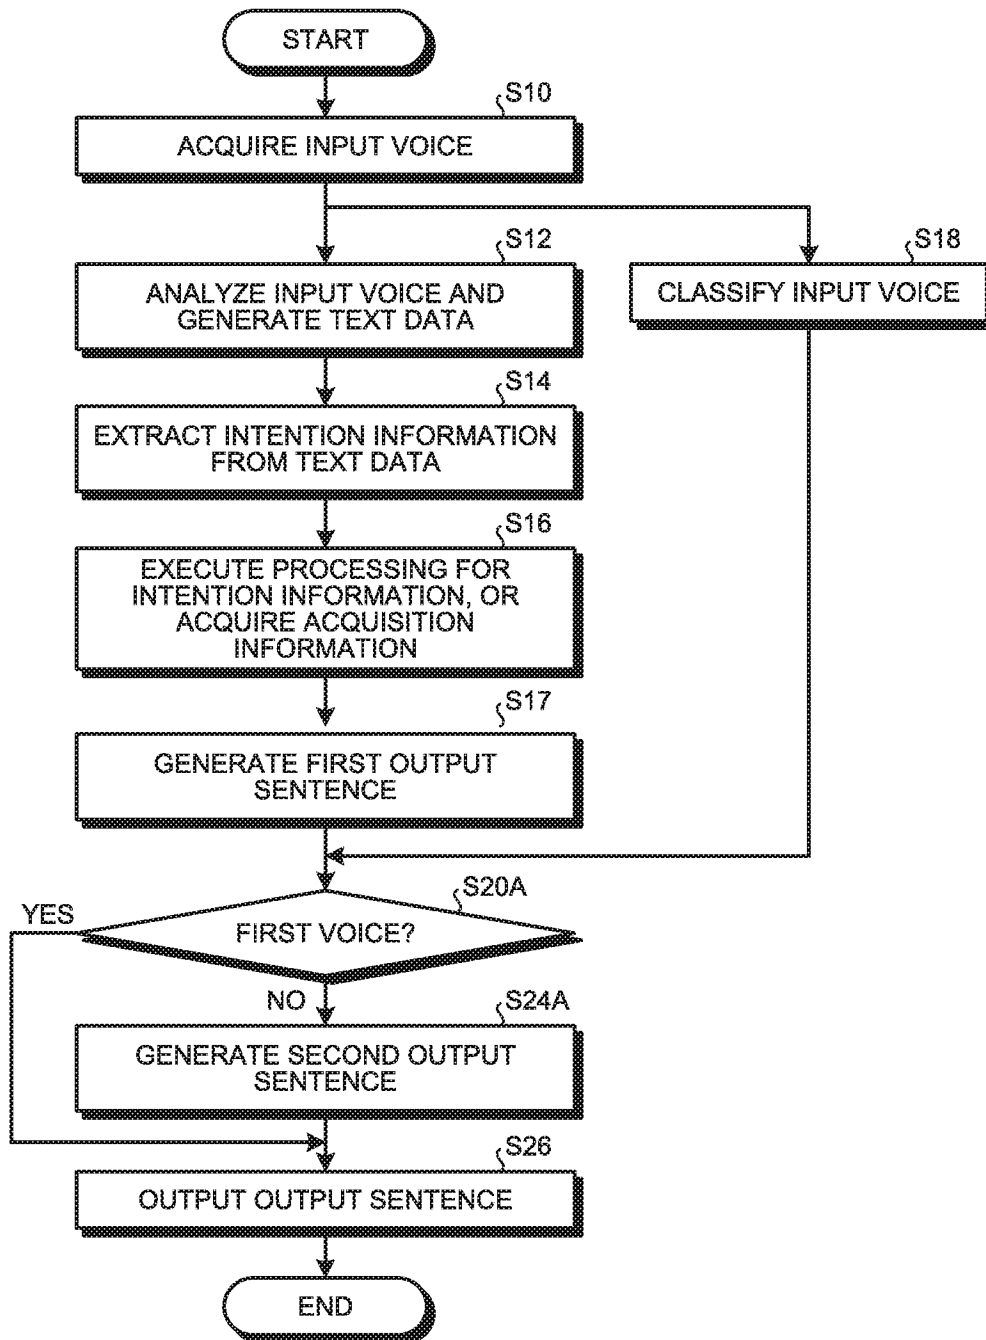 START
S10
ACQUIRE INPUT VOICE
S12
ANALYZE INPUT VOICE AND
GENERATE TEXT DATA
S18
CLASSIFY INPUT VOICE
S14
EXTRACT INTENTION INFORMATION
FROM TEXT DATA
S16
EXECUTE PROCESSING FOR
INTENTION INFORMATION, OR
ACQUIRE ACQUISITION
INFORMATION
S17
GENERATE FIRST OUTPUT
SENTENCE
S20A
YES
FIRST VOICE?
NO
S24A
GENERATE SECOND OUTPUT
SENTENCE
S26
OUTPUT OUTPUT SENTENCE
END